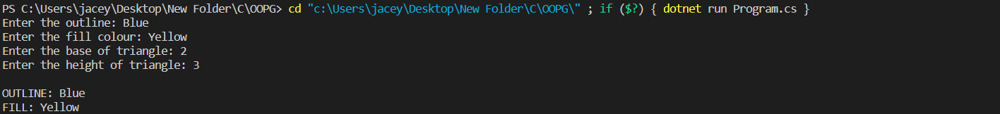 PS C:\Users\jacey\Desktop\New Folder\C\OOPG> cd "c:\Users\jacey\Desktop\New Folder\C\OOPG\" ; if ($?) { dotnet run Program.cs }
Enter the outline: Blue
Enter the fill colour: Yellow
Enter the base of triangle: 2
Enter the height of triangle: 3
OUTLINE: Blue
FILL: Yellow